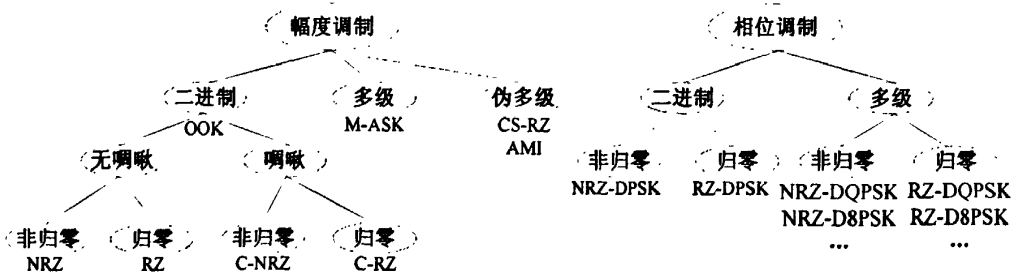 幅度调制
相位调制
二进制
OOK
多级
M-ASK
伪多级
CS-RZ
AMI
二进制
多级
无啁啾
啁啾
非归零
NRZ-DPSK
归零
RZ-DPSK
非归零
NRZ-DQPSK
NRZ-D8PSK
...
归零
RZ-DQPSK
RZ-D8PSK
...
非归零
NRZ
归零
RZ
非归零
C-NRZ
归零
C-RZ